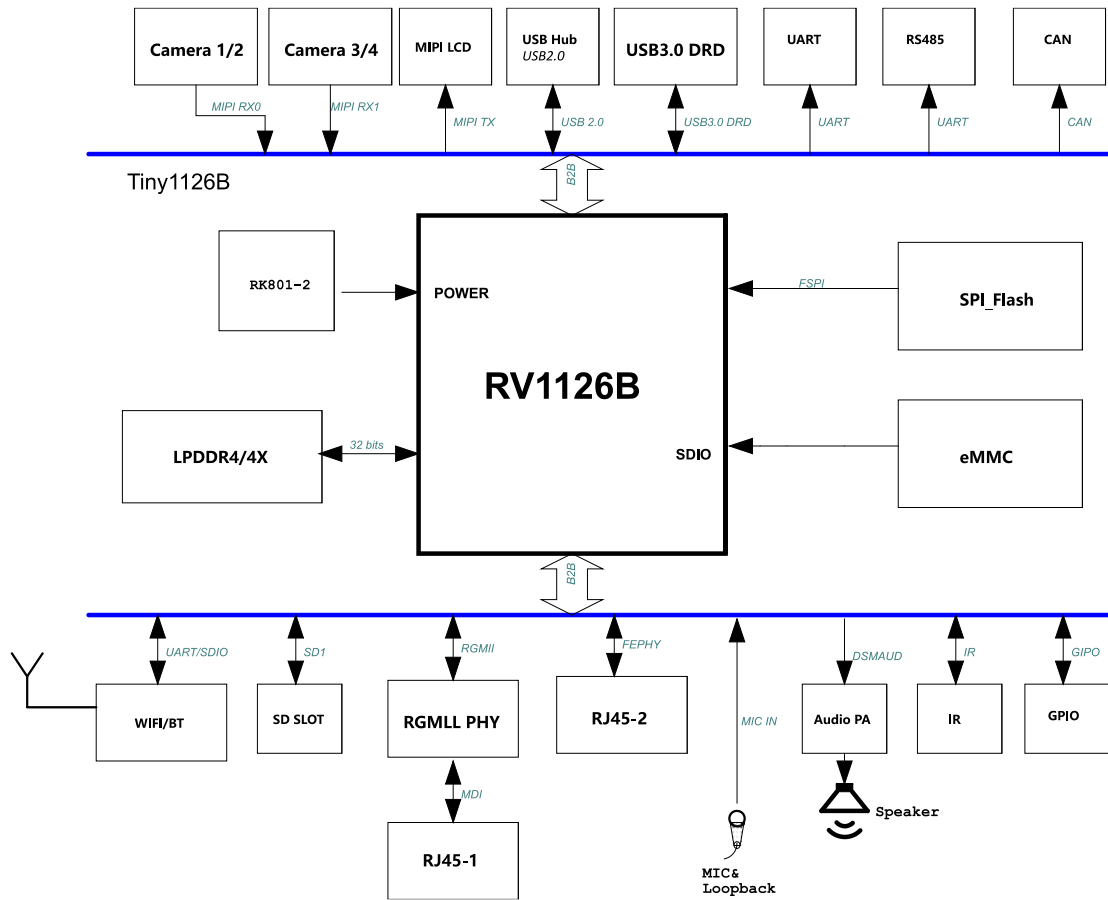 Camera 1/2
Camera 3/4
MIPI LCD
USB Hub
USB2.0
USB3.0 DRD
UART
RS485
CAN
MIPI RX0
MIPI RX1
MIPI TX
USB 2.0
USB3.0 DRD
UART
UART
CAN
Tiny1126B
B2B
RK801-2
POWER
FSPI
SPI_Flash
RV1126B
LPDDR4/4X
32 bits
SDIO
eMMC
B2B
UART/SDIO
SD1
RGMII
FEPHY
DSMAUD
IR
GIPO
WIFI/BT
SD SLOT
RGMLL PHY
RJ45-2
MIC IN
Audio PA
IR
GPIO
MDI
Speaker
RJ45-1
MIC&
Loopback